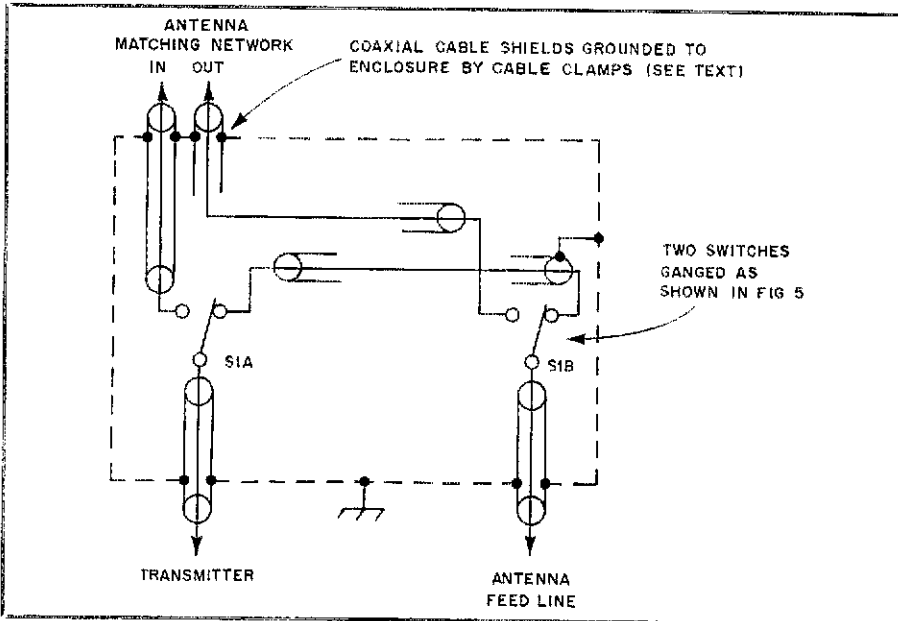 ANTENNA
MATCHING NETWORK
IN OUT
COAXIAL CABLE SHIELDS GROUNDED TO
ENCLOSURE BY CABLE CLAMPS (SEE TEXT)
TWO SWITCHES
GANGED AS
SHOWN IN FIG 5
S1A
S1B
TRANSMITTER
ANTENNA
FEED LINE